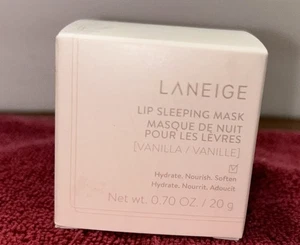 LANEIGE
LIP SLEEPING MASK
MASQUE DE NUIT
POUR LES LÈVRES
[VANILLA / VANILLE]
Hydrate. Nourish. Soften
Hydrate. Nourrit. Adoucit
Net wt. 0.70 OZ. / 20 g